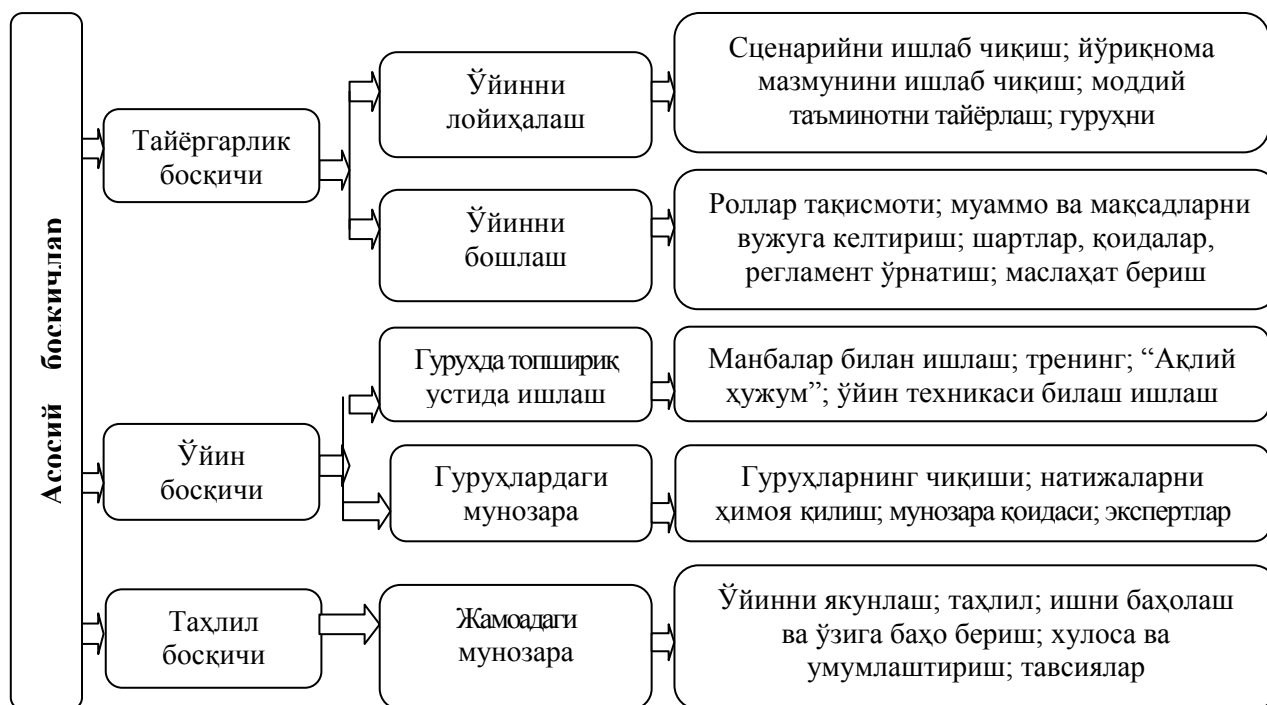 Асосий босқичлар
Тайёргарлик
босқичи
Ўйинни
лойиҳалаш
Сценарийни ишлаб чиқиш; йўриқнома
мазмунини ишлаб чиқиш; моддий
таъминотни тайёрлаш; гуруҳни
Ўйинни
бошлаш
Роллар тақисмоти; муаммо ва мақсадларни
вужуга келтириш; шартлар, қоидалар,
регламент ўрнатиш; маслаҳат бериш
Ўйин
босқичи
Гуруҳда топшириқ
устида ишлаш
Манбалар билан ишлаш; тренинг; “Ақлий
ҳужум”; ўйин техникаси билаш ишлаш
Гуруҳлардаги
мунозара
Гуруҳларнинг чиқиши; натижаларни
ҳимоя қилиш; мунозара қоидаси; экспертлар
Таҳлил
босқичи
Жамоадаги
мунозара
Ўйинни якунлаш; таҳлил; ишни баҳолаш
ва ўзига баҳо бериш; хулоса ва
умумлаштириш; тавсиялар